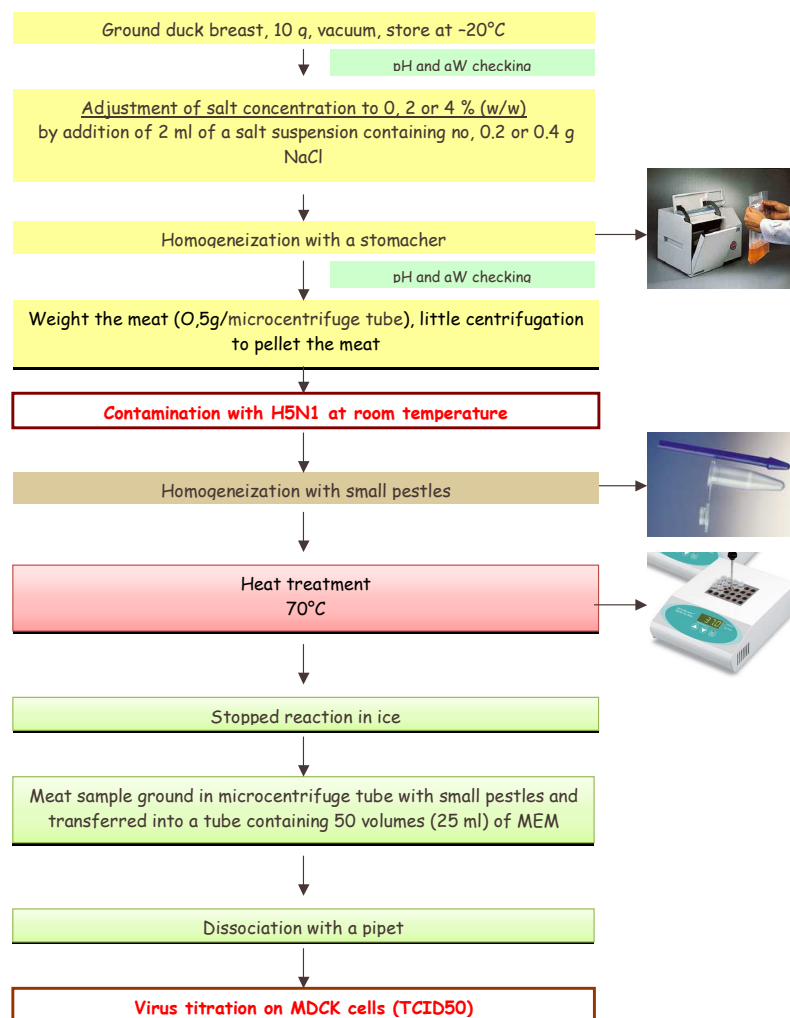 Ground duck breast, 10 g, vacuum, store at –20°C
pH and aW checking
Adjustment of salt concentration to 0, 2 or 4 % (w/w)
by addition of 2 ml of a salt suspension containing no, 0.2 or 0.4 g
NaCl
Homogeneization with a stomacher
pH and aW checking
Weight the meat (O,5g/microcentrifuge tube), little centrifugation
to pellet the meat
Contamination with H5N1 at room temperature
Homogeneization with small pestles
Heat treatment
70°C
Stopped reaction in ice
Meat sample ground in microcentrifuge tube with small pestles and
transferred into a tube containing 50 volumes (25 ml) of MEM
Dissociation with a pipet
Virus titration on MDCK cells (TCID50)